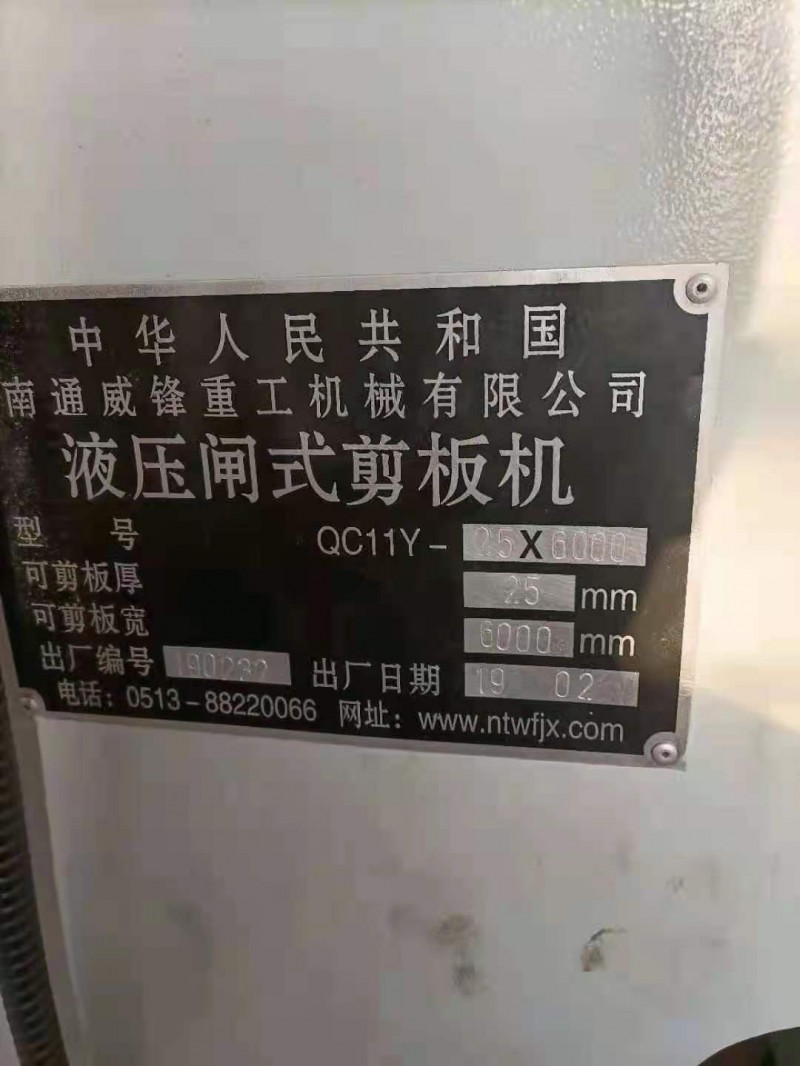 中华人民共和国
南通威锋重工机械有限公司
液压闸式剪板机
型 号 QC11Y-25X6000
可剪板厚 25 mm
可剪板宽 6000 mm
出厂编号 190232 出厂日期 19 02
电话：0513-88220066 网址：www.ntwfjx.com